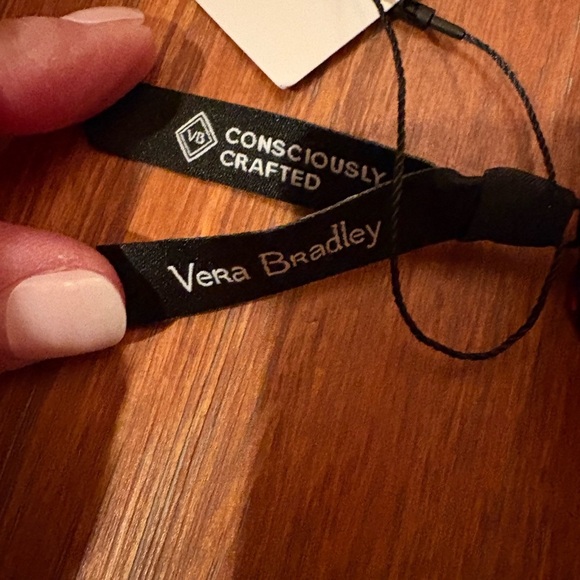 VB
CONSCIOUSLY
CRAFTED
Vera Bradley